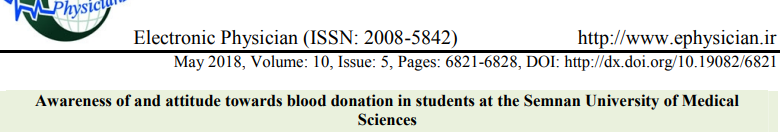 Physician
Electronic Physician (ISSN: 2008-5842) http://www.ephysician.ir
May 2018, Volume: 10, Issue: 5, Pages: 6821-6828, DOI: http://dx.doi.org/10.19082/6821
Awareness of and attitude towards blood donation in students at the Semnan University of Medical
Sciences